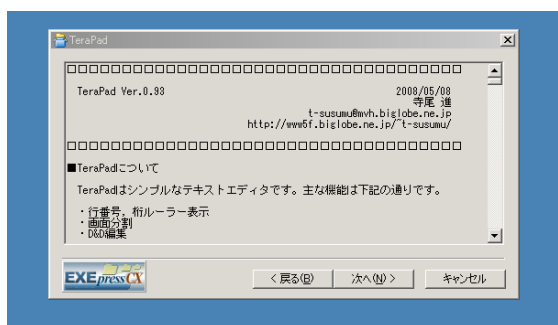 TeraPad
□□□□□□□□□□□□□□□□□□□□□□□□□□□□□□
TeraPad Ver.0.93 2008/05/08
寺尾 進
t-susumu@mvh.biglobe.ne.jp
http://www5f.biglobe.ne.jp/~t-susumu/
□□□□□□□□□□□□□□□□□□□□□□□□□□□□□□
■TeraPadについて
TeraPadはシンプルなテキストエディタです。主な機能は下記の通りです。
・行番号，桁ルーラー表示
・画面分割
・D&D編集
EXEpressCX
< 戻る(B)
次へ(N) >
キャンセル